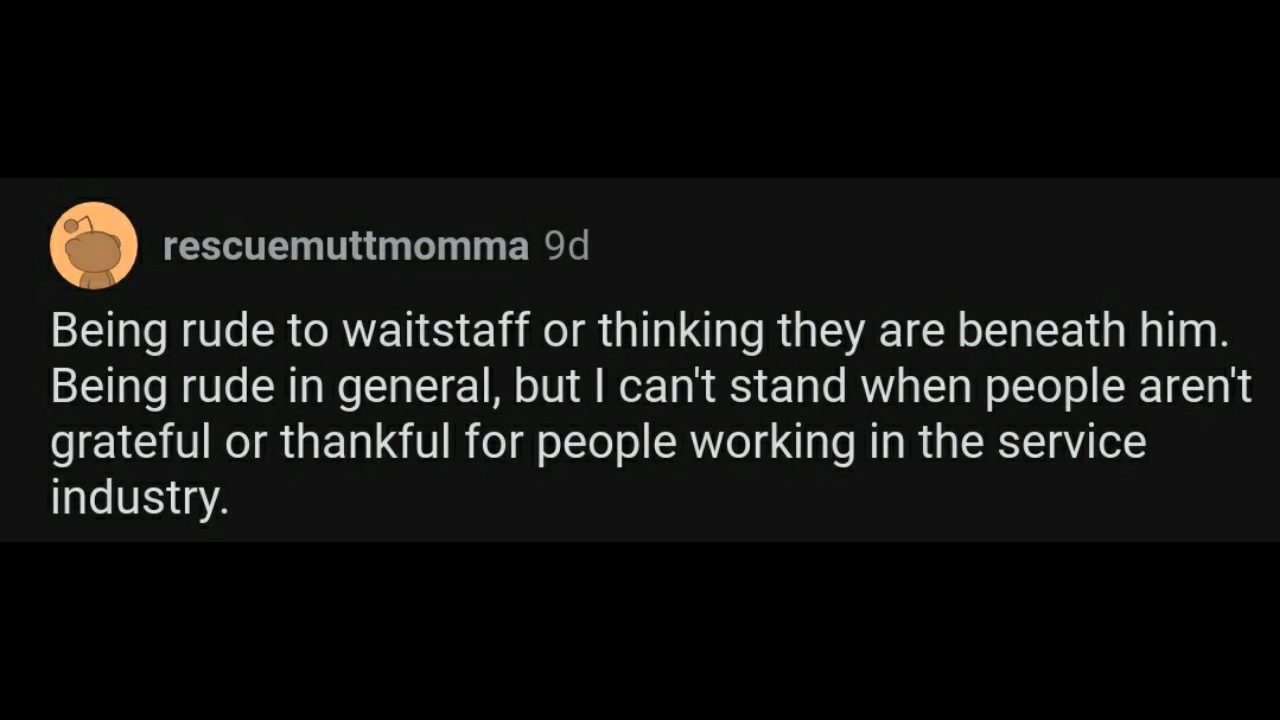 rescuemuttmomma 9d
Being rude to waitstaff or thinking they are beneath him.
Being rude in general, but I can't stand when people aren't
grateful or thankful for people working in the service
industry.